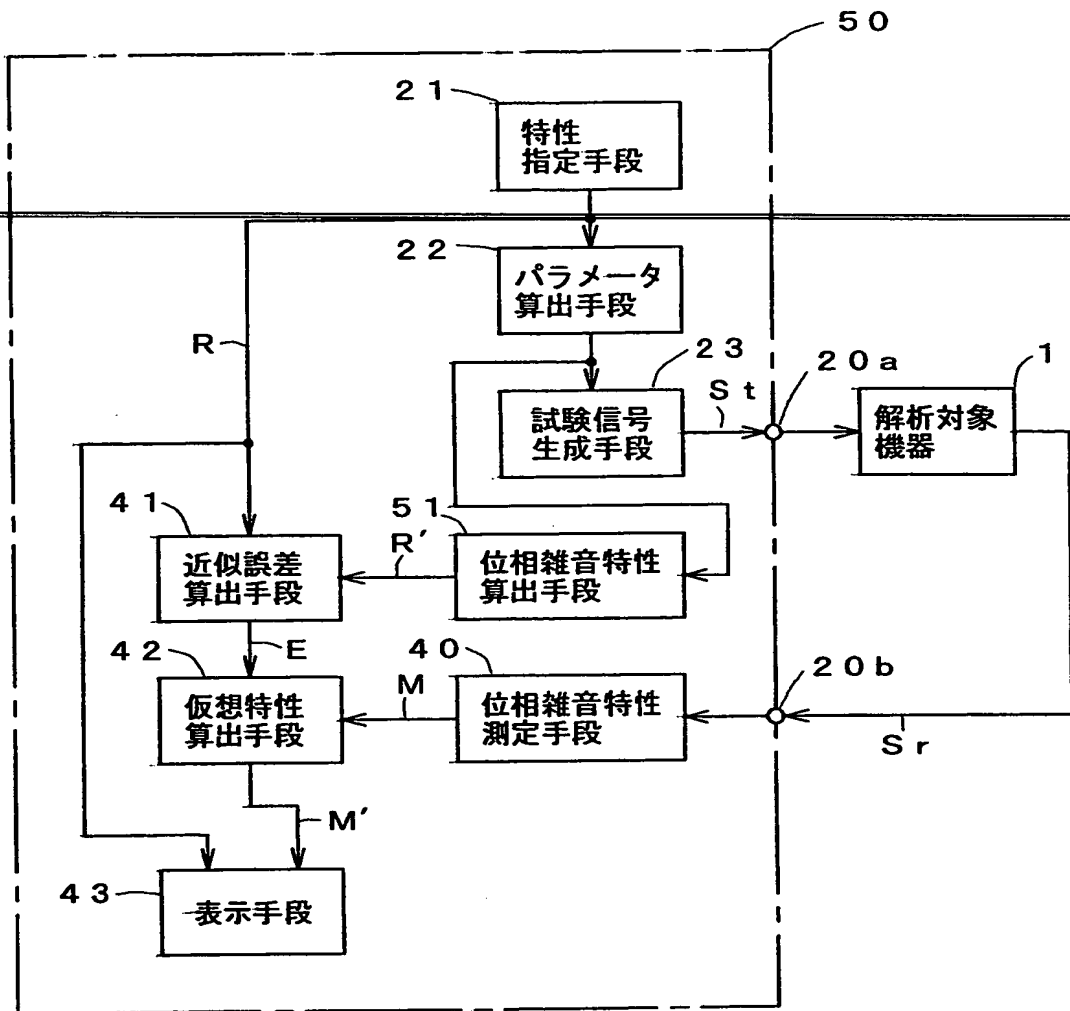 50
21
特性
指定手段
22
パラメータ
算出手段
R
23
St
20a
1
試験信号
生成手段
解析対象
機器
41
51
近似誤差
算出手段
R′
位相雑音特性
算出手段
E
42
40
20b
仮想特性
算出手段
M
位相雑音特性
測定手段
Sr
M′
43
表示手段